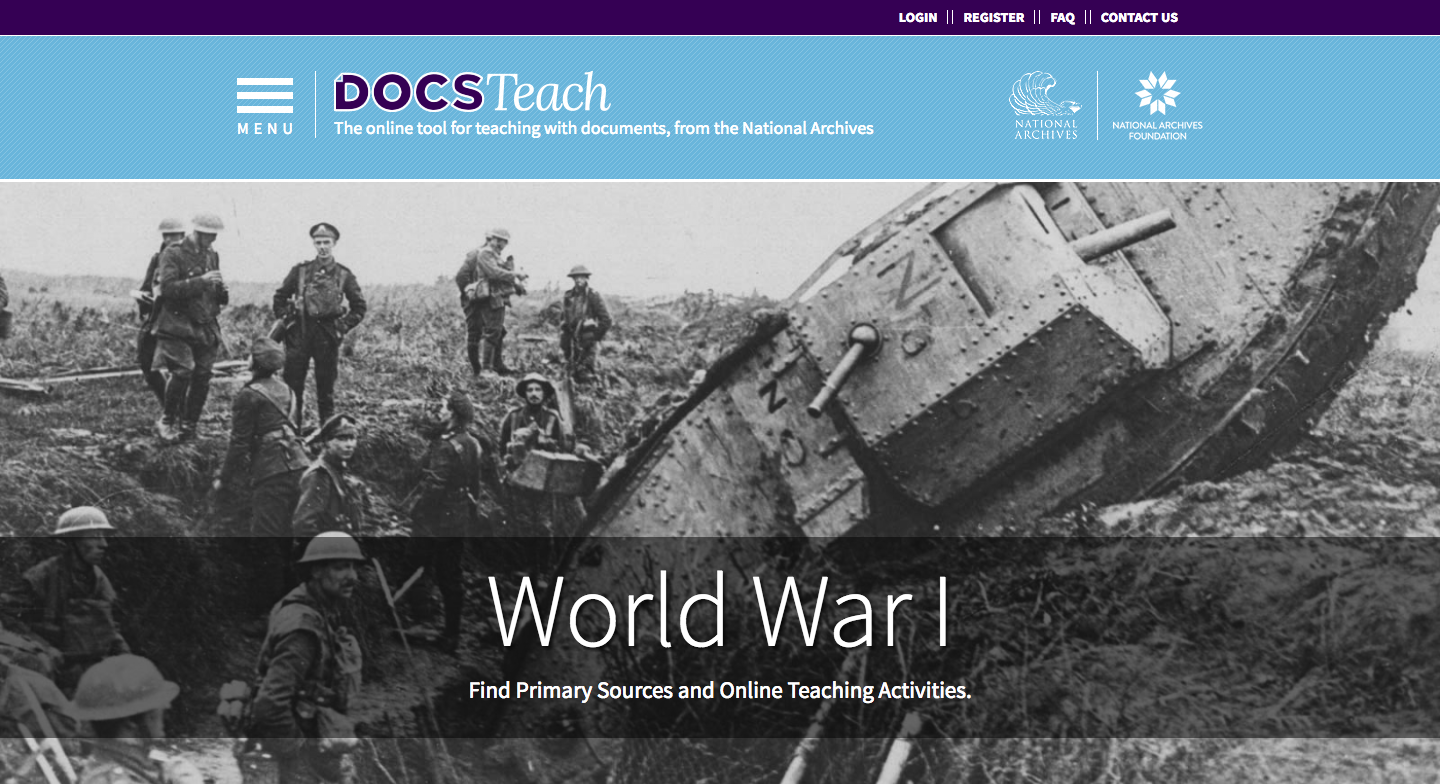 LOGIN || REGISTER || FAQ || CONTACT US
MENU
DOCSTeach
The online tool for teaching with documents, from the National Archives
NATIONAL
ARCHIVES
NATIONAL ARCHIVES
FOUNDATION
World War I
Find Primary Sources and Online Teaching Activities.